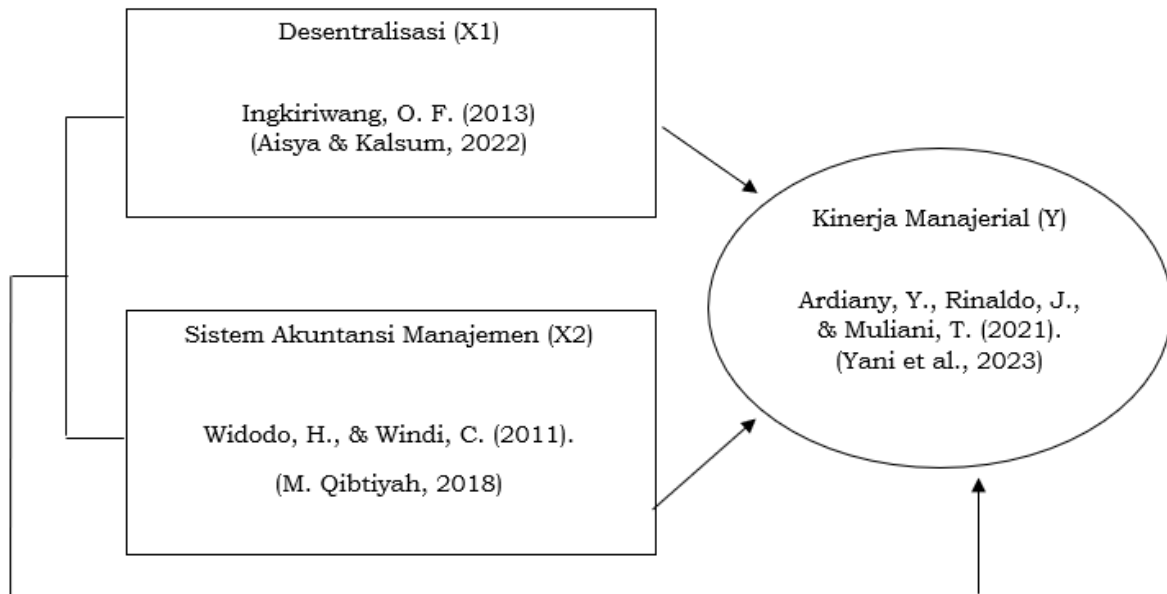 Desentralisasi (X1)
Ingkiriwang, O. F. (2013)
(Aisya & Kalsum, 2022)
Kinerja Manajerial (Y)
Ardiany, Y., Rinaldo, J.,
& Muliani, T. (2021).
(Yani et al., 2023)
Sistem Akuntansi Manajemen (X2)
Widodo, H., & Windi, C. (2011).
(M. Qibtiyah, 2018)